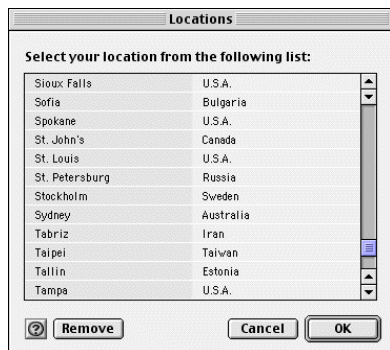 Locations
Select your location from the following list:
Sioux Falls U.S.A.
Sofia Bulgaria
Spokane U.S.A.
St. John's Canada
St. Louis U.S.A.
St. Petersburg Russia
Stockholm Sweden
Sydney Australia
Tabriz Iran
Taipei Taiwan
Tallin Estonia
Tampa U.S.A.
? Remove Cancel OK